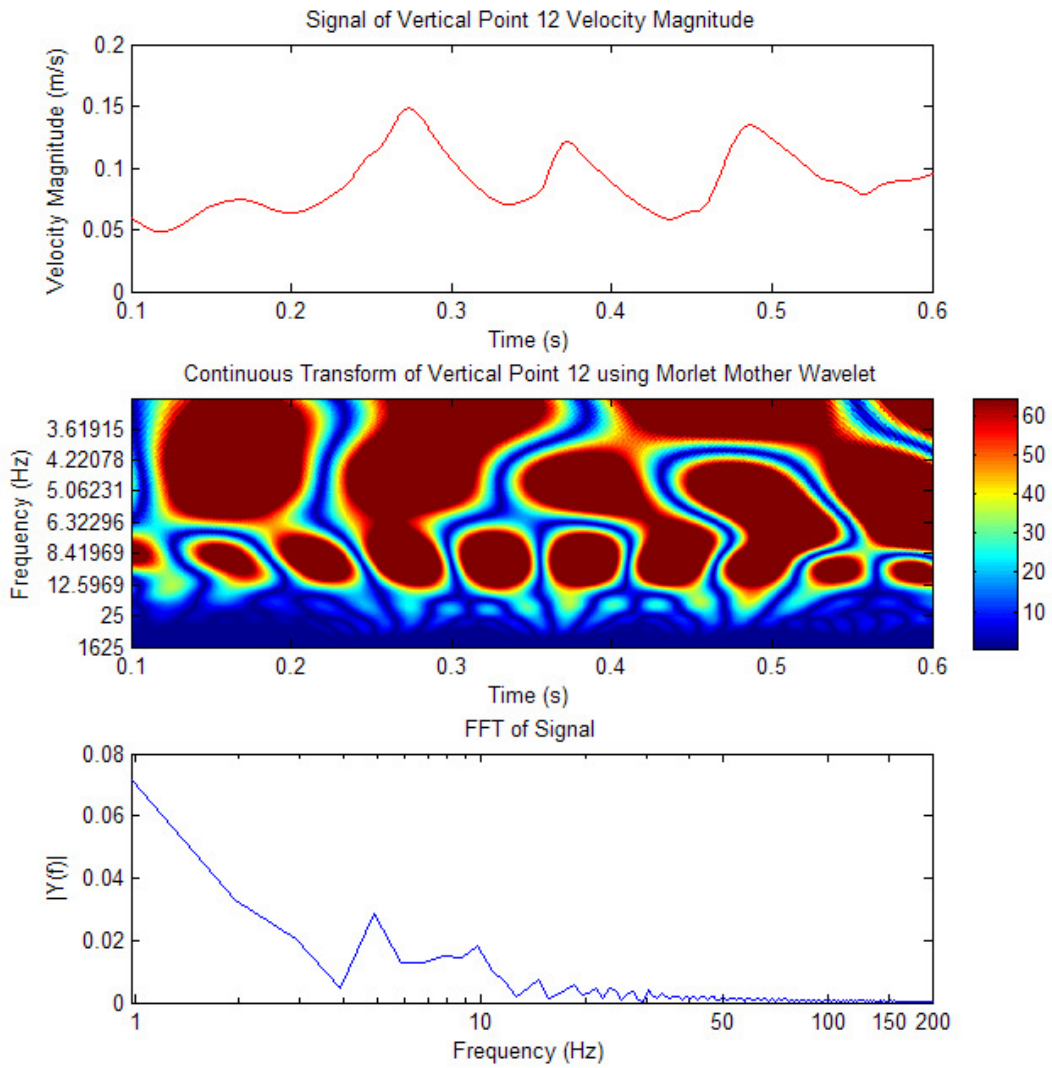 Signal of Vertical Point 12 Velocity Magnitude
Velocity Magnitude (m/s)
0.2
0.15
0.1
0.05
0
0.1 0.2 0.3 0.4 0.5 0.6
Time (s)
Continuous Transform of Vertical Point 12 using Morlet Mother Wavelet
Frequency (Hz)
3.61915
4.22078
5.06231
6.32296
8.41969
12.5969
25
1625
0.1 0.2 0.3 0.4 0.5 0.6
Time (s)
60
50
40
30
20
10
FFT of Signal
|Y(f)|
0.08
0.06
0.04
0.02
0
1 10 50 100 150 200
Frequency (Hz)